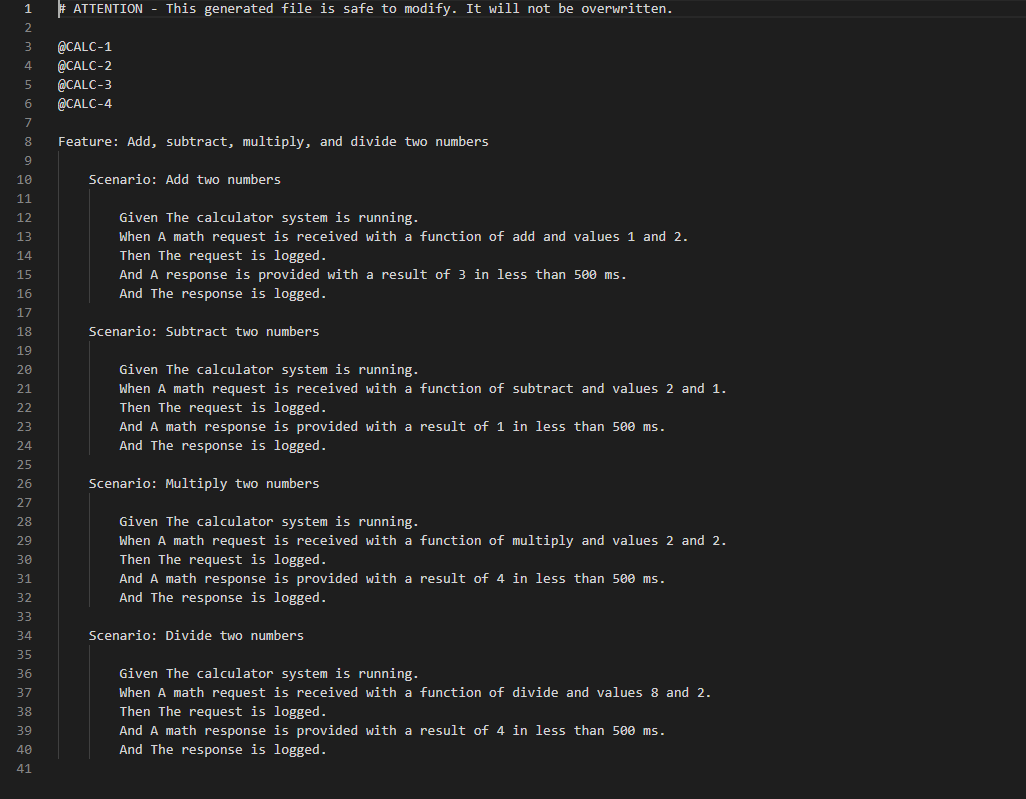 1 # ATTENTION - This generated file is safe to modify. It will not be overwritten.
2
3 @CALC-1
4 @CALC-2
5 @CALC-3
6 @CALC-4
7
8 Feature: Add, subtract, multiply, and divide two numbers
9
10 Scenario: Add two numbers
11
12 Given The calculator system is running.
13 When A math request is received with a function of add and values 1 and 2.
14 Then The request is logged.
15 And A response is provided with a result of 3 in less than 500 ms.
16 And The response is logged.
17
18 Scenario: Subtract two numbers
19
20 Given The calculator system is running.
21 When A math request is received with a function of subtract and values 2 and 1.
22 Then The request is logged.
23 And A math response is provided with a result of 1 in less than 500 ms.
24 And The response is logged.
25
26 Scenario: Multiply two numbers
27
28 Given The calculator system is running.
29 When A math request is received with a function of multiply and values 2 and 2.
30 Then The request is logged.
31 And A math response is provided with a result of 4 in less than 500 ms.
32 And The response is logged.
33
34 Scenario: Divide two numbers
35
36 Given The calculator system is running.
37 When A math request is received with a function of divide and values 8 and 2.
38 Then The request is logged.
39 And A math response is provided with a result of 4 in less than 500 ms.
40 And The response is logged.
41